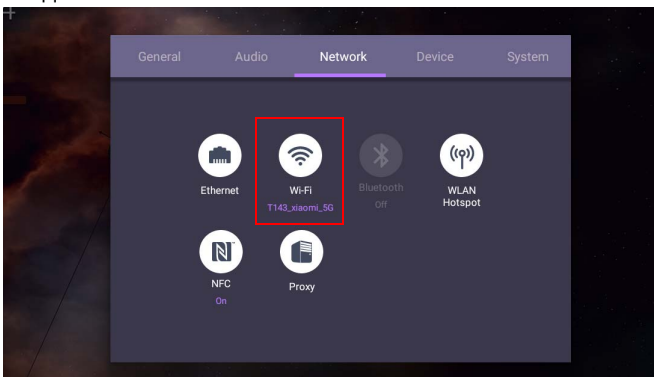 General Audio Network Device System
Ethernet
Wi-Fi
T143_xiaomi_5G
Bluetooth
Off
WLAN
Hotspot
NFC
On
Proxy